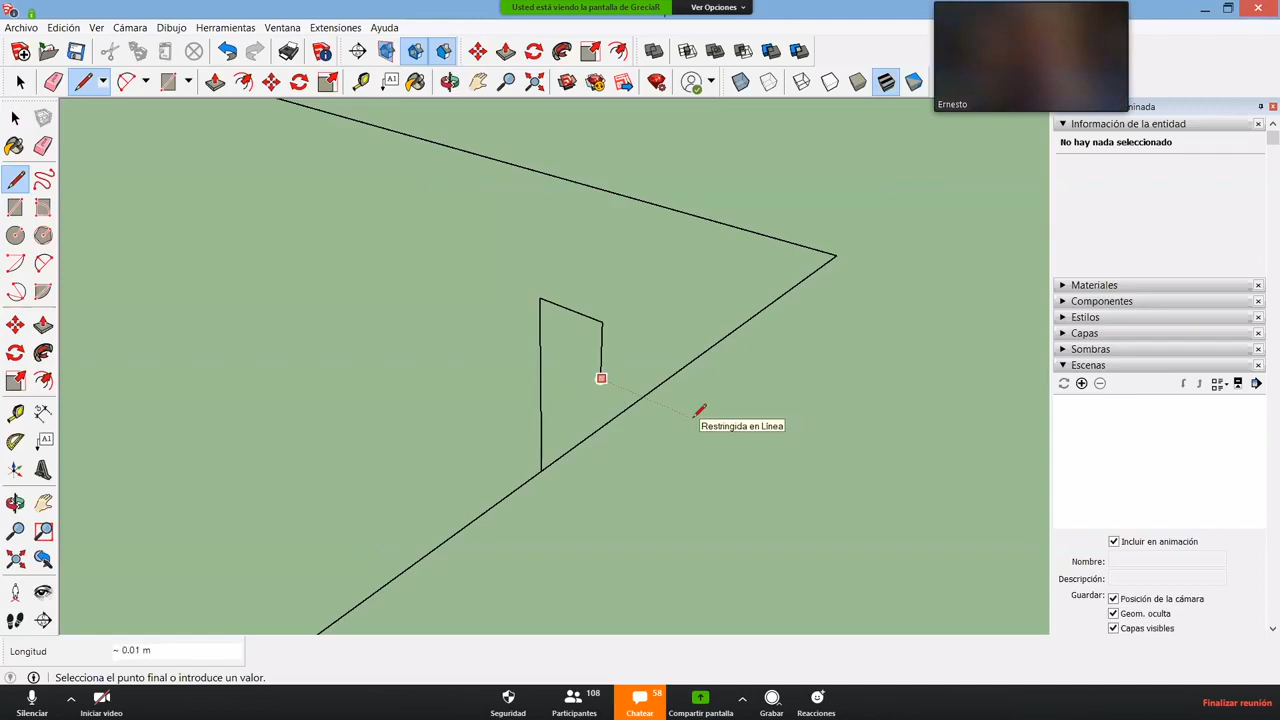 Usted está viendo la pantalla de GreciaR
Ver Opciones
Archivo Edición Ver Cámara Dibujo Herramientas Ventana Extensiones Ayuda
Ernesto
minada
Información de la entidad
No hay nada seleccionado
Materiales
Componentes
Estilos
Capas
Sombras
Escenas
Restringida en Línea
Incluir en animación
Nombre:
Descripción:
Guardar:
Posición de la cámara
Geom. oculta
Capas visibles
Longitud ~ 0.01 m
Selecciona el punto final o introduce un valor.
108
58
Silenciar Iniciar video Seguridad Participantes Chatear Compartir pantalla Grabar Reacciones Finalizar reunión